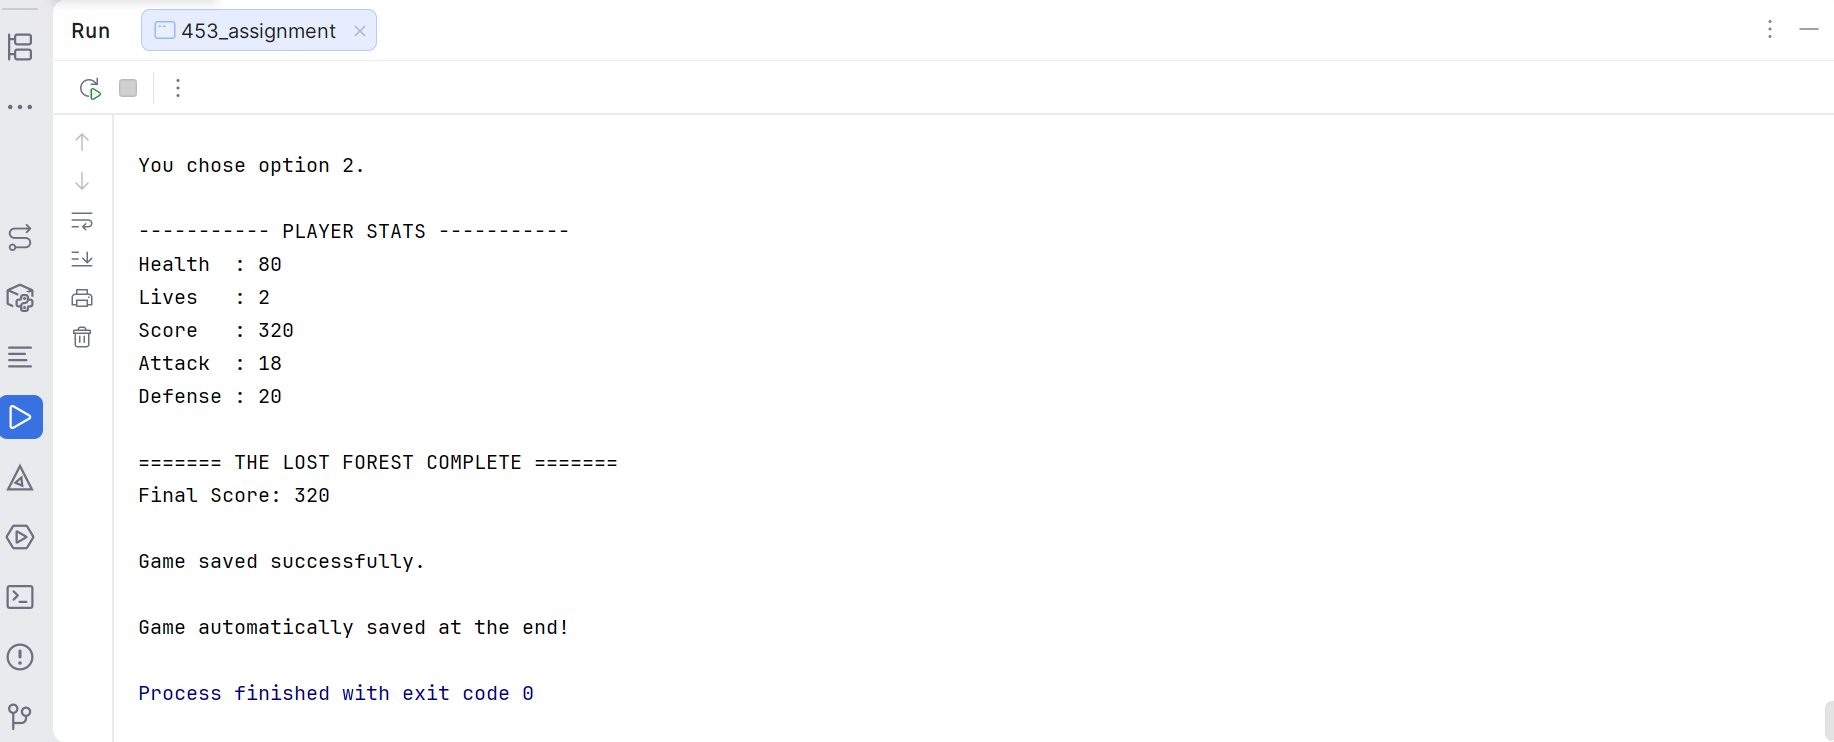 Run 453_assignment
You chose option 2.
----------- PLAYER STATS -----------
Health  : 80
Lives   : 2
Score   : 320
Attack  : 18
Defense : 20
======= THE LOST FOREST COMPLETE =======
Final Score: 320
Game saved successfully.
Game automatically saved at the end!
Process finished with exit code 0